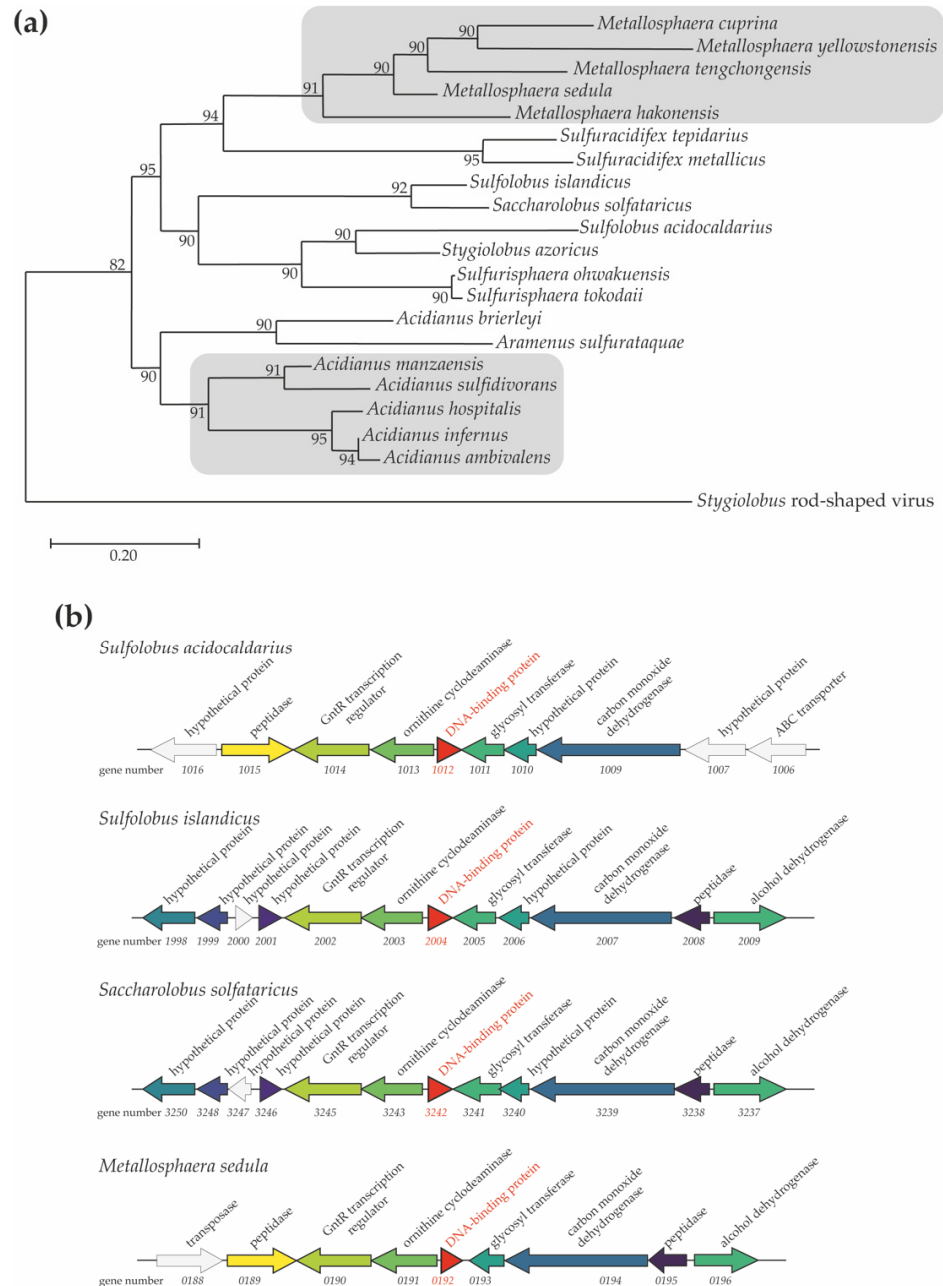 (a)
90
Metallosphaera cuprina
90
Metallosphaera yellowstonensis
90
Metallosphaera tengchongensis
91
Metallosphaera sedula
94
Metallosphaera hakonensis
Sulfuracidifex tepidarius
95
95
Sulfuracidifex metallicus
92
Sulfolobus islandicus
Saccharolobus solfataricus
90
90
Sulfolobus acidocaldarius
Stygiolobus azoricus
82
90
Sulfurisphaera ohwakuensis
90
Sulfurisphaera tokodaii
90
Acidianus brierleyi
Aramenus sulfurataquae
90
91
Acidianus manzaensis
Acidianus sulfidivorans
91
Acidianus hospitalis
95
Acidianus infernus
94
Acidianus ambivalens
Stygiolobus rod-shaped virus
0.20
(b)
Sulfolobus acidocaldarius
hypothetical protein
peptidase
GntR transcription
regulator
ornithine cyclodeaminase
DNA-binding protein
glycosyl transferase
hypothetical protein
carbon monoxide
dehydrogenase
hypothetical protein
ABC transporter
gene number 1016 1015 1014 1013 1012 1011 1010 1009 1007 1006
Sulfolobus islandicus
hypothetical protein
hypothetical protein
hypothetical protein
hypothetical protein
GntR transcription
regulator
ornithine cyclodeaminase
DNA-binding protein
glycosyl transferase
hypothetical protein
carbon monoxide
dehydrogenase
peptidase
alcohol dehydrogenase
gene number 1998 1999 2000 2001 2002 2003 2004 2005 2006 2007 2008 2009
Saccharolobus solfataricus
hypothetical protein
hypothetical protein
hypothetical protein
hypothetical protein
GntR transcription
regulator
ornithine cyclodeaminase
DNA-binding protein
glycosyl transferase
hypothetical protein
carbon monoxide
dehydrogenase
peptidase
alcohol dehydrogenase
gene number 3250 3248 3247 3246 3245 3243 3242 3241 3240 3239 3238 3237
Metallosphaera sedula
transposase
peptidase
GntR transcription
regulator
ornithine cyclodeaminase
DNA-binding protein
glycosyl transferase
carbon monoxide
dehydrogenase
peptidase
alcohol dehydrogenase
gene number 0188 0189 0190 0191 0192 0193 0194 0195 0196